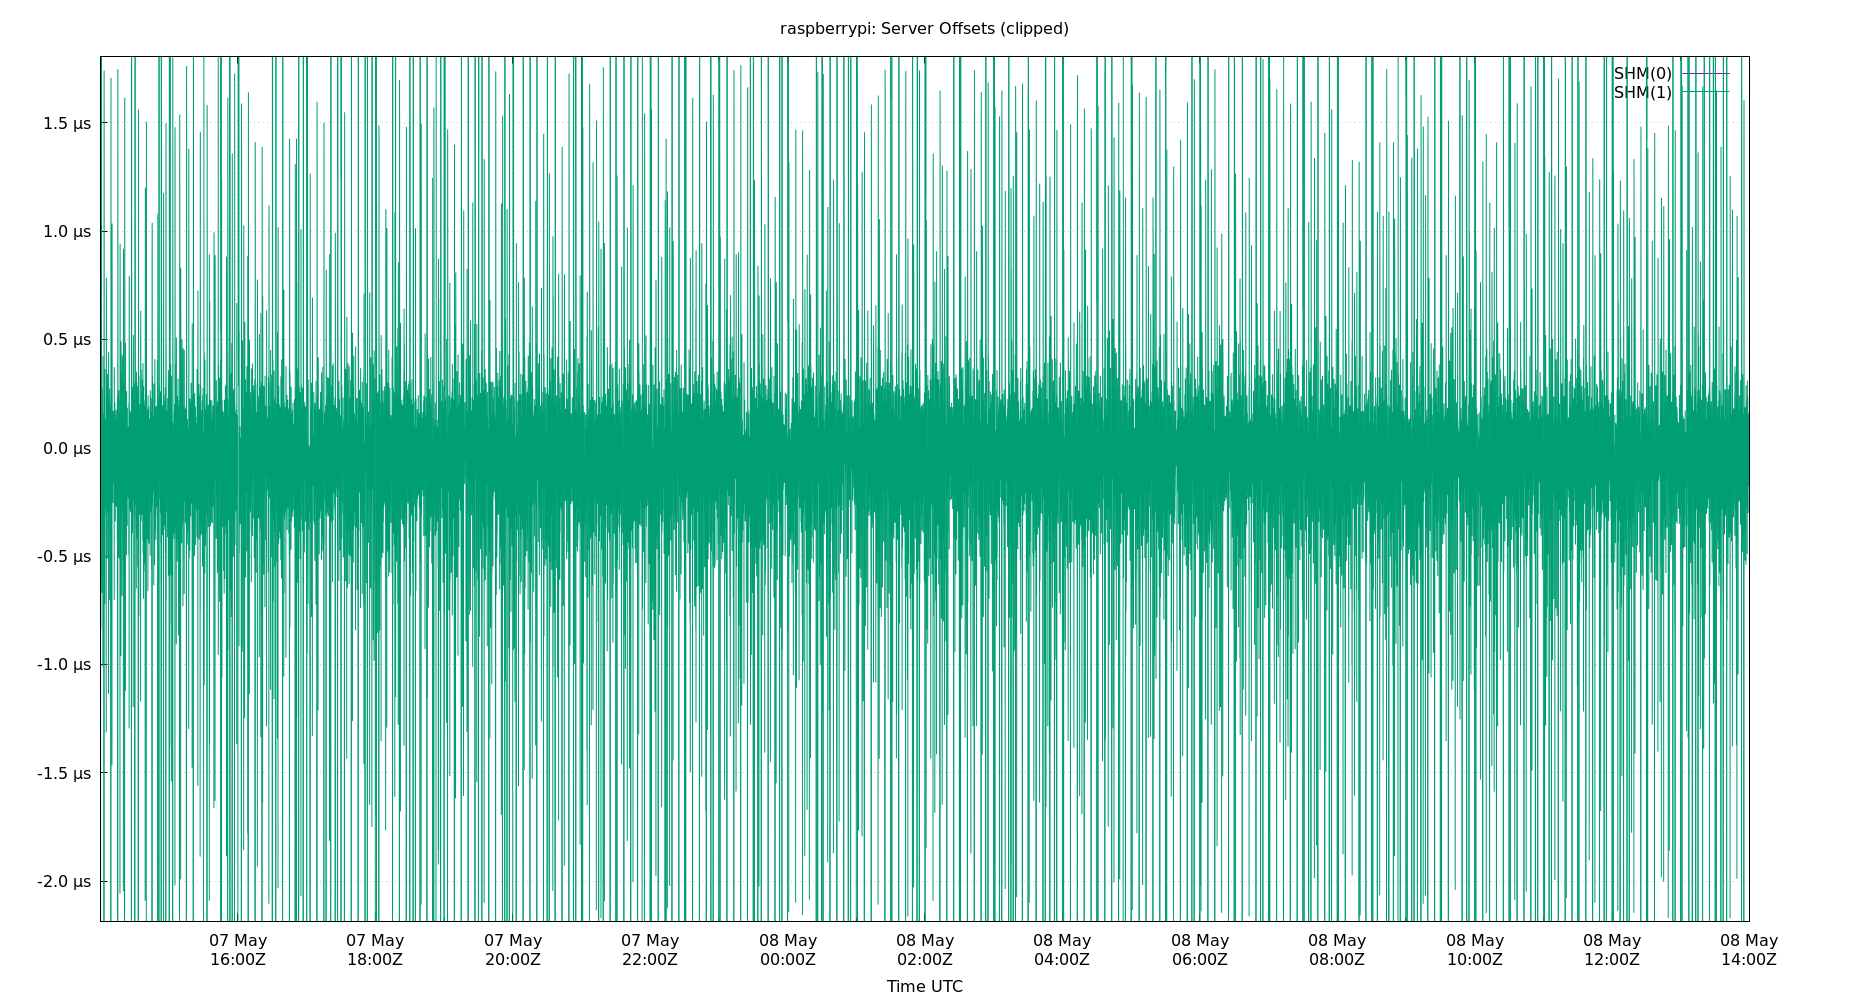 raspberrypi: Server Offsets (clipped)
SHM(0)
SHM(1)
1.5 µs
1.0 µs
0.5 µs
0.0 µs
-0.5 µs
-1.0 µs
-1.5 µs
-2.0 µs
07 May 07 May 07 May 07 May 08 May 08 May 08 May 08 May 08 May 08 May 08 May 08 May
16:00Z 18:00Z 20:00Z 22:00Z 00:00Z 02:00Z 04:00Z 06:00Z 08:00Z 10:00Z 12:00Z 14:00Z
Time UTC